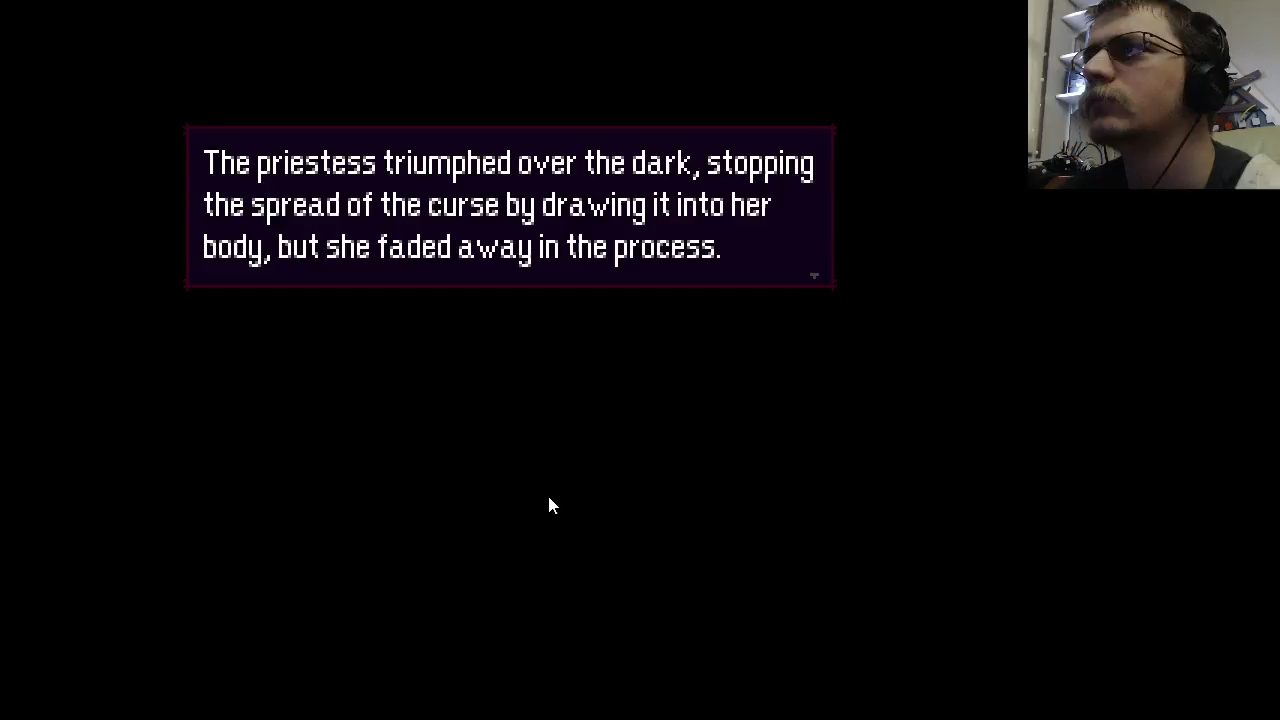 The priestess triumphed over the dark, stopping
the spread of the curse by drawing it into her
body, but she faded away in the process.